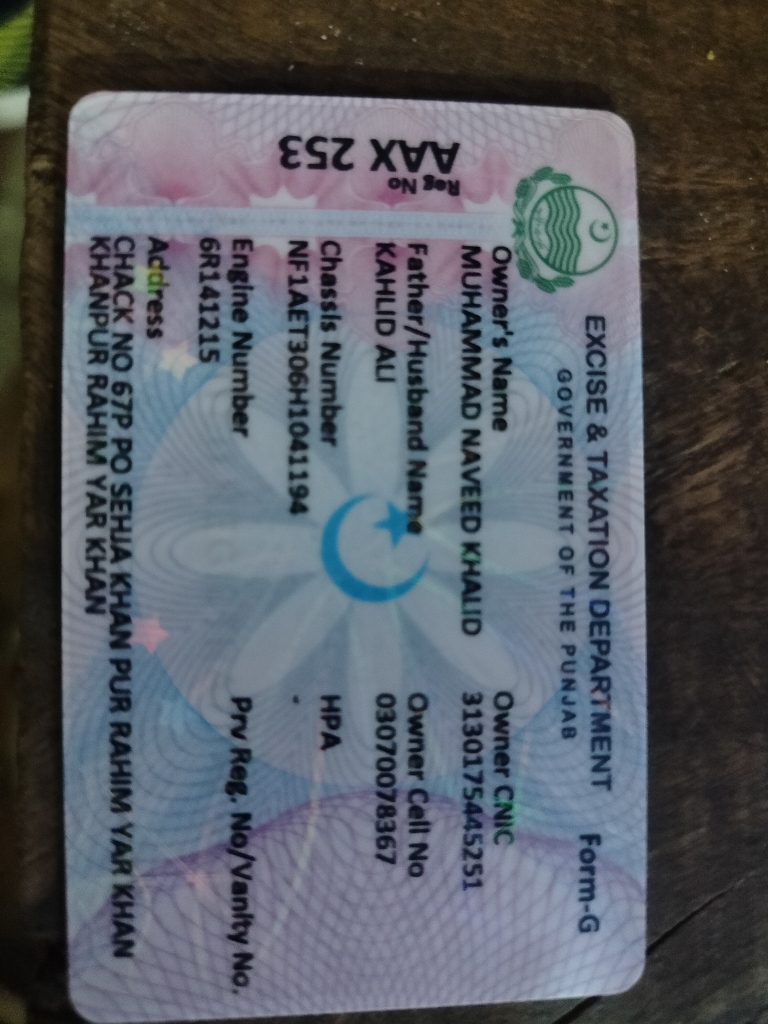 EXCISE & TAXATION DEPARTMENT Form-G
GOVERNMENT OF THE PUNJAB
Reg No
AAX 253
Owner's Name
MUHAMMAD NAVEED KHALID
Owner CNIC
3130175445251
Father/Husband Name
KAHLID ALI
Owner Cell No
03070078367
Chassis Number
NF1AET306H1041194
HPA
-
Engine Number
6R141215
Prv Reg. No/Vanity No.
Address
CHACK NO 67P PO SEHJA KHAN PUR RAHIM YAR KHAN
KHANPUR RAHIM YAR KHAN